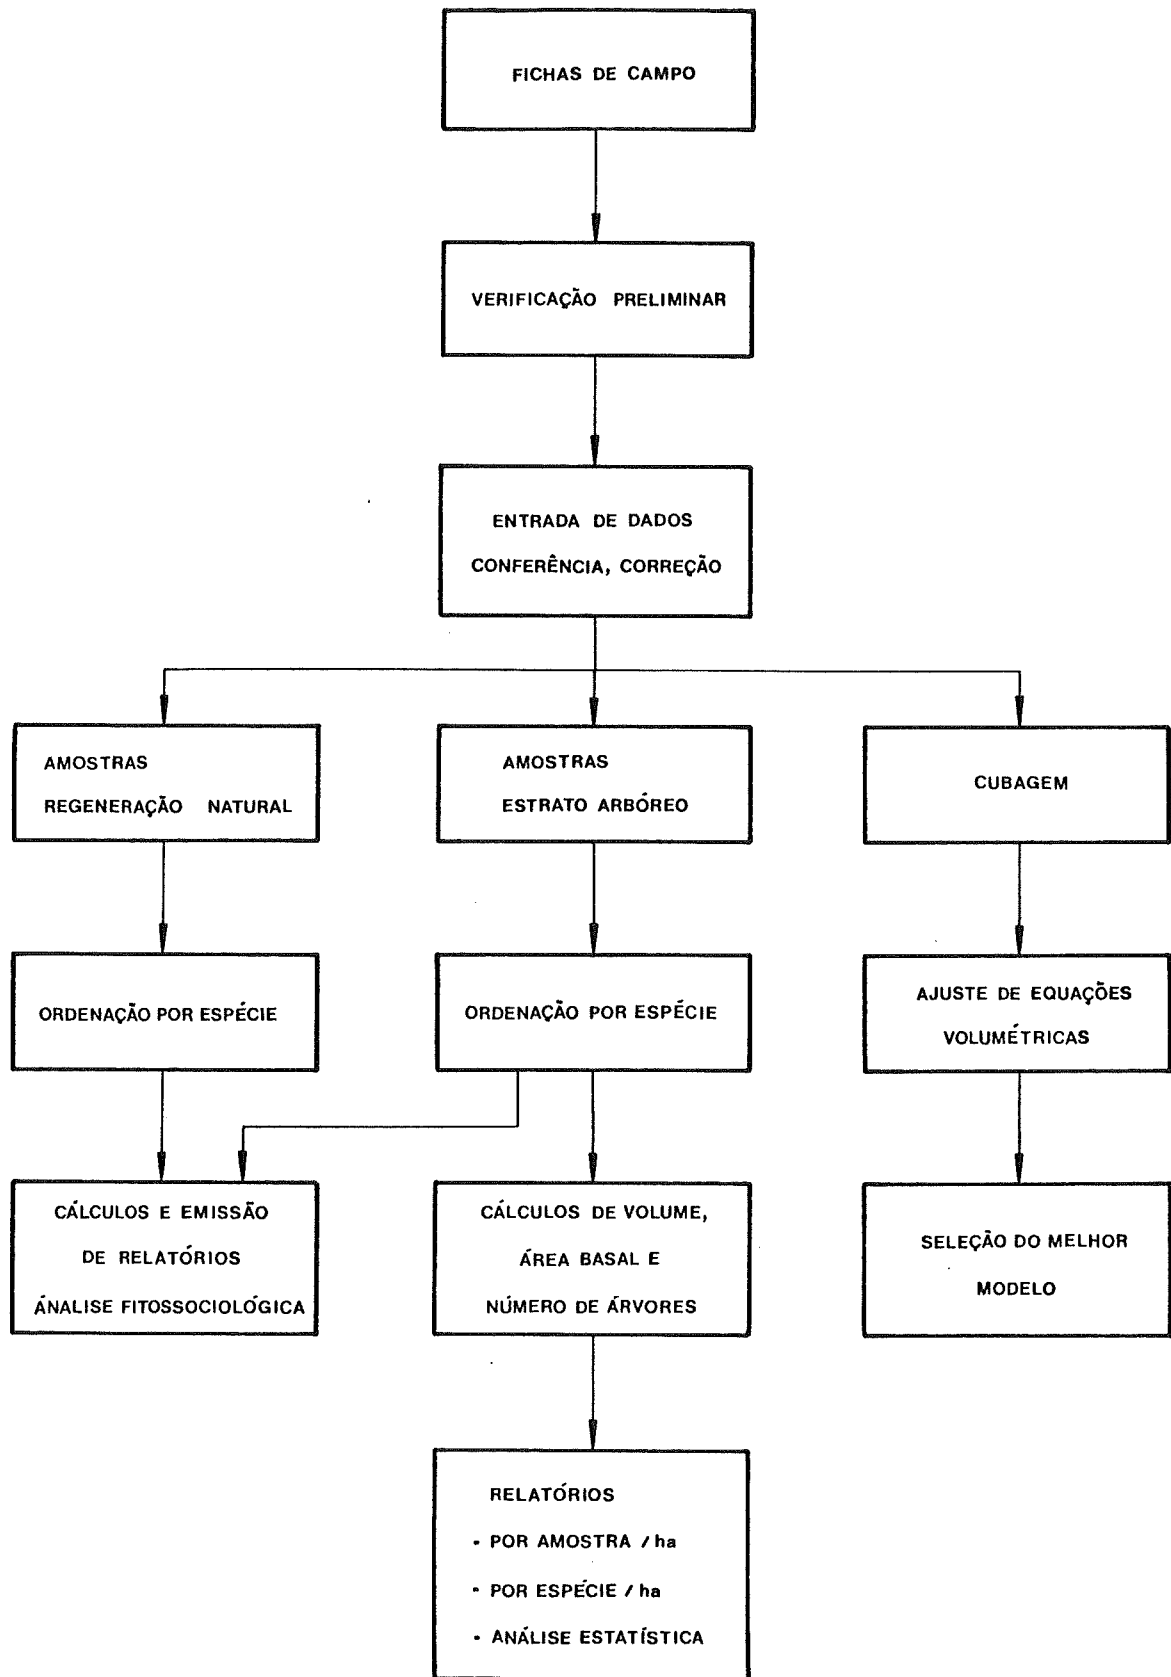 FICHAS DE CAMPO
VERIFICAÇÃO PRELIMINAR
ENTRADA DE DADOS
CONFERÊNCIA, CORREÇÃO
AMOSTRAS
REGENERAÇÃO NATURAL
AMOSTRAS
ESTRATO ARBÓREO
CUBAGEM
ORDENAÇÃO POR ESPÉCIE
ORDENAÇÃO POR ESPÉCIE
AJUSTE DE EQUAÇÕES
VOLUMÉTRICAS
CÁLCULOS E EMISSÃO
DE RELATÓRIOS
ÁNALISE FITOSSOCIOLÓGICA
CÁLCULOS DE VOLUME,
ÁREA BASAL E
NÚMERO DE ÁRVORES
SELEÇÃO DO MELHOR
MODELO
RELATÓRIOS
- POR AMOSTRA / ha
- POR ESPÉCIE / ha
- ANÁLISE ESTATÍSTICA